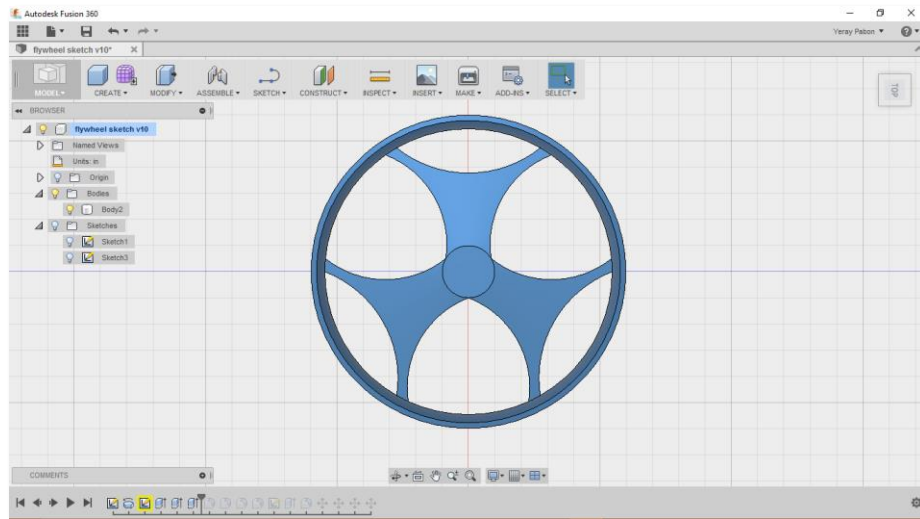 Autodesk Fusion 360
Yeray Pabon
flywheel sketch v10*
MODEL
CREATE
MODIFY
ASSEMBLE
SKETCH
CONSTRUCT
INSPECT
INSERT
MAKE
ADD-INS
SELECT
TOP
BROWSER
flywheel sketch v10
Named Views
Units: in
Origin
Bodies
Body2
Sketches
Sketch1
Sketch3
COMMENTS